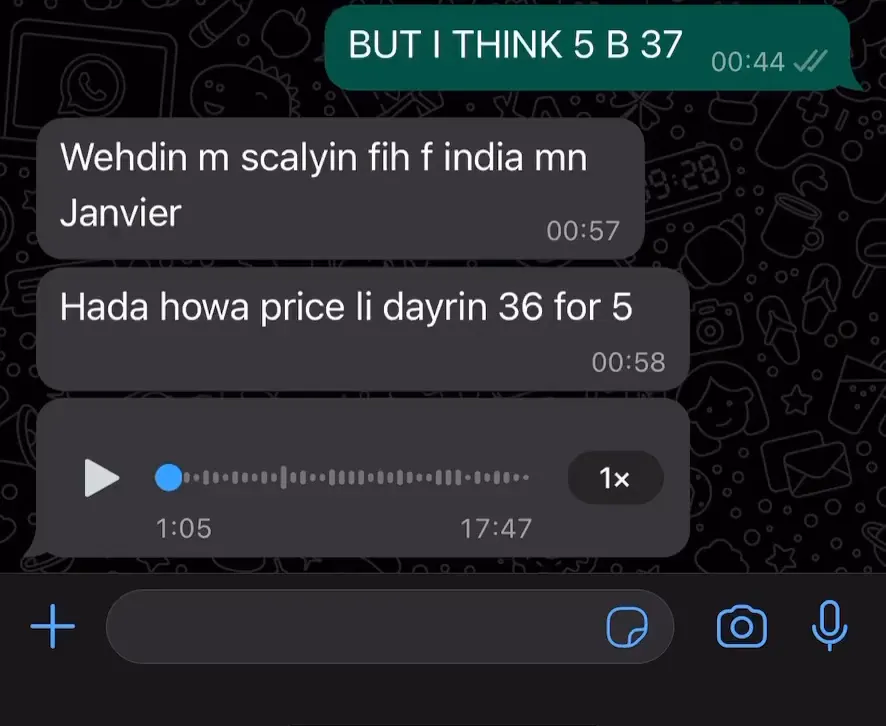 BUT I THINK 5 B 37
00:44
Wehdin m scalyin fih f india mn
Janvier
00:57
Hada howa price li dayrin 36 for 5
00:58
1×
1:05
17:47